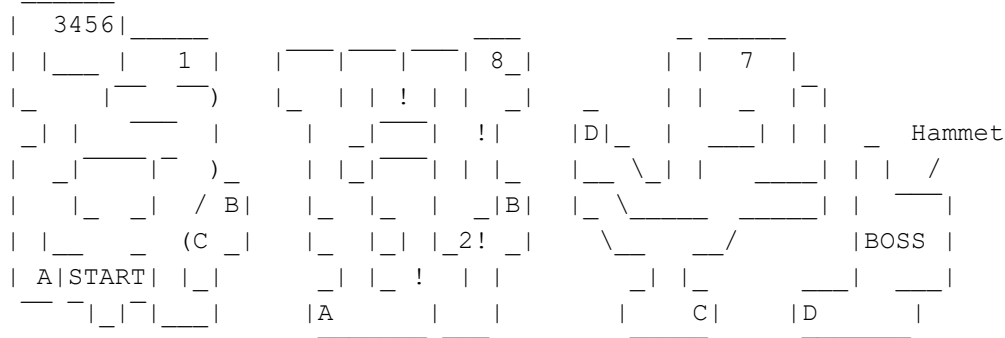 3456
1 8 7
!
! D Hammet
B B
C 2! BOSS
A START !
A C D